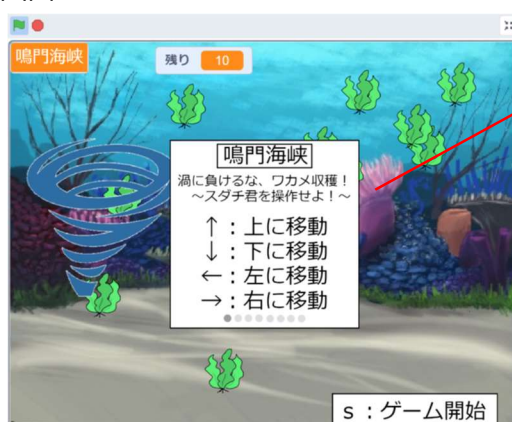 鳴門海峡
残り 10
鳴門海峡
渦に負けるな、ワカメ収穫！
～スダチ君を操作せよ！～
↑：上に移動
↓：下に移動
←：左に移動
→：右に移動
s：ゲーム開始